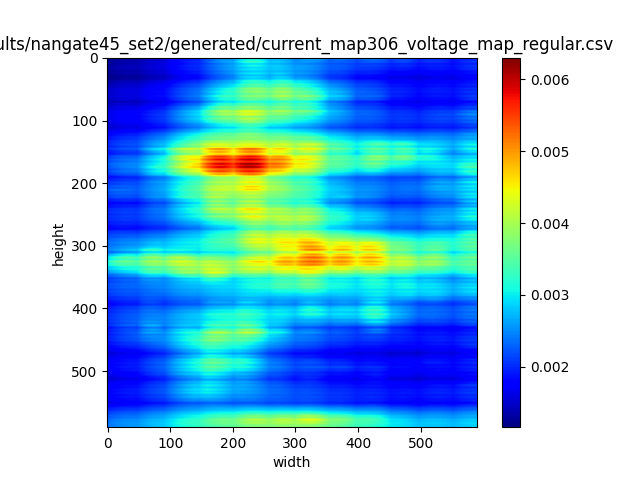 ults/nangate45_set2/generated/current_map306_voltage_map_regular.csv
0
100
200
300
400
500
height
0 100 200 300 400 500
width
0.006
0.005
0.004
0.003
0.002